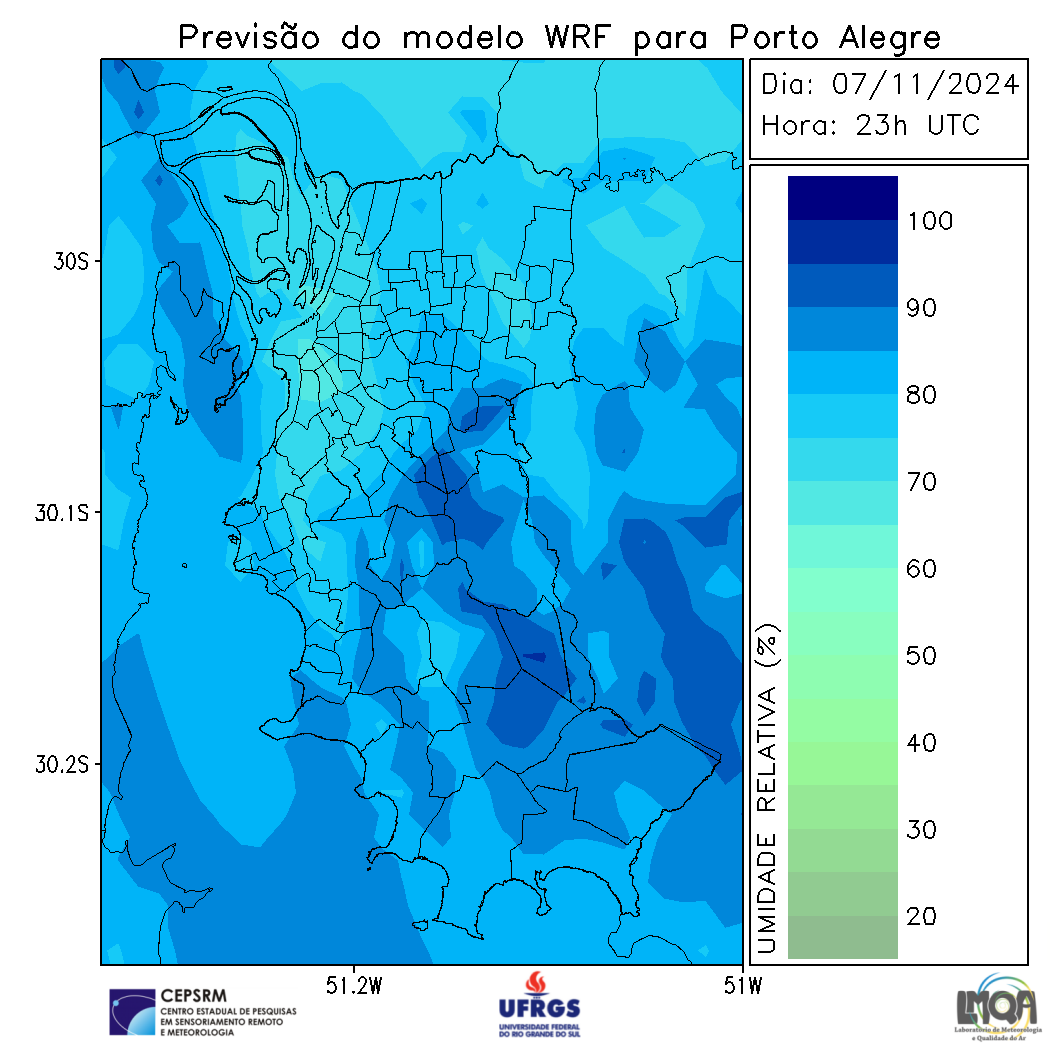 Previsão do modelo WRF para Porto Alegre
Dia: 07/11/2024
Hora: 23h UTC
30S
30.1S
30.2S
51.2W
51W
100
90
80
70
60
50
40
30
20
UMIDADE RELATIVA (%)
CEPSRM
CENTRO ESTADUAL DE PESQUISAS
EM SENSORIAMENTO REMOTO
E METEOROLOGIA
UFRGS
UNIVERSIDADE FEDERAL
DO RIO GRANDE DO SUL
LMQA
Laboratório de Meteorologia
e Qualidade do Ar